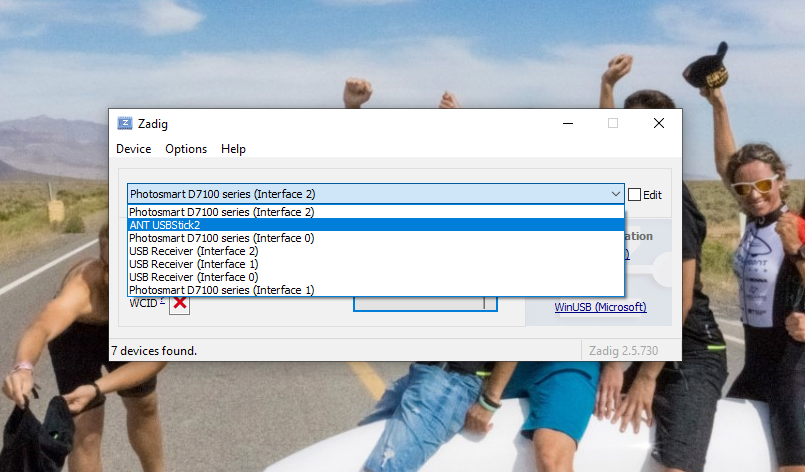 Zadig
Device Options Help
Photosmart D7100 series (Interface 2)
Edit
Photosmart D7100 series (Interface 2)
ANT USBStick2
Photosmart D7100 series (Interface 0)
USB Receiver (Interface 2)
USB Receiver (Interface 1)
USB Receiver (Interface 0)
Photosmart D7100 series (Interface 1)
WCID
WinUSB (Microsoft)
7 devices found.
Zadig 2.5.730